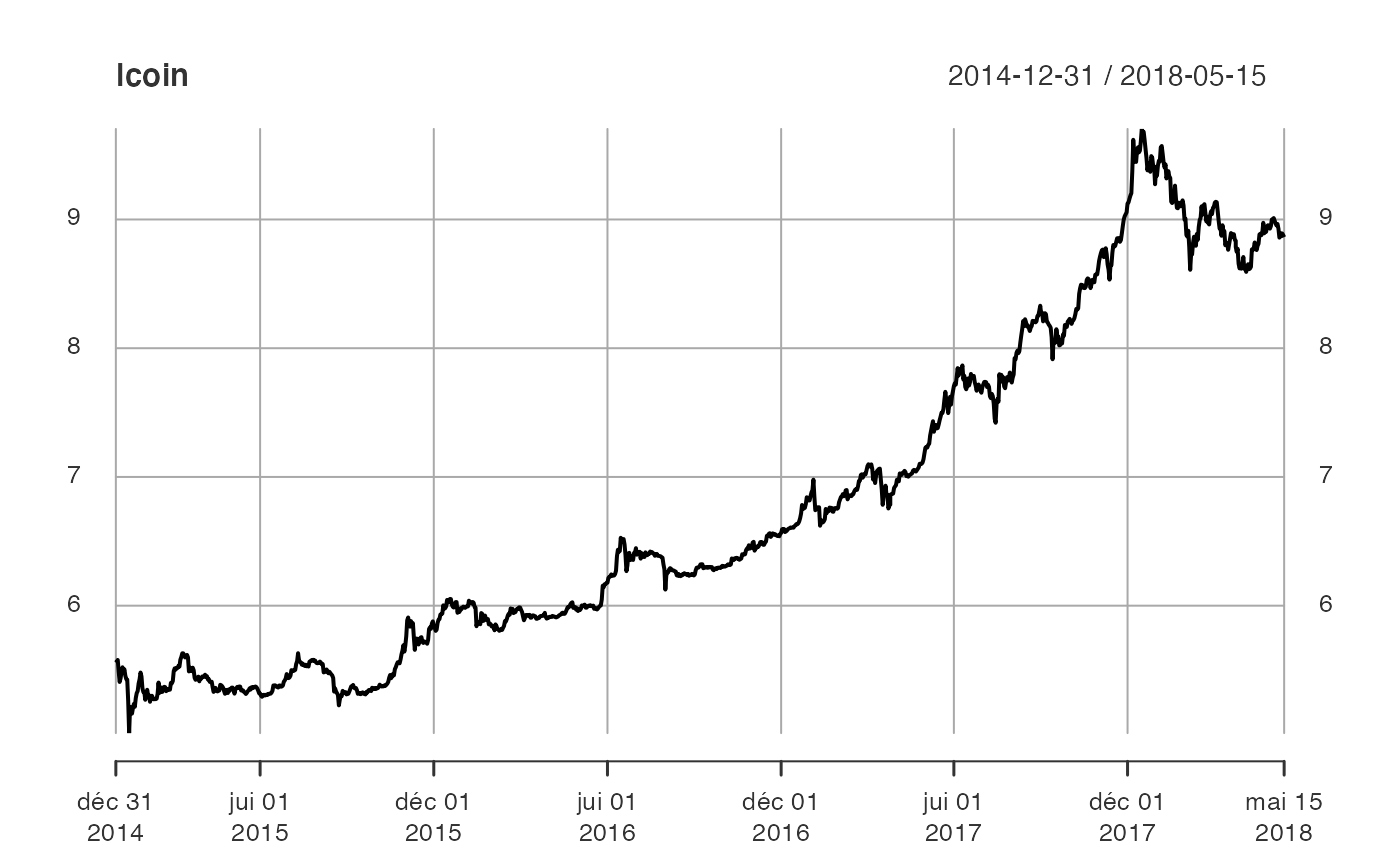 lcoin 2014-12-31 / 2018-05-15
9 9
8 8
7 7
6 6
déc 31 jui 01 déc 01 jui 01 déc 01 jui 01 déc 01 mai 15
2014 2015 2015 2016 2016 2017 2017 2018